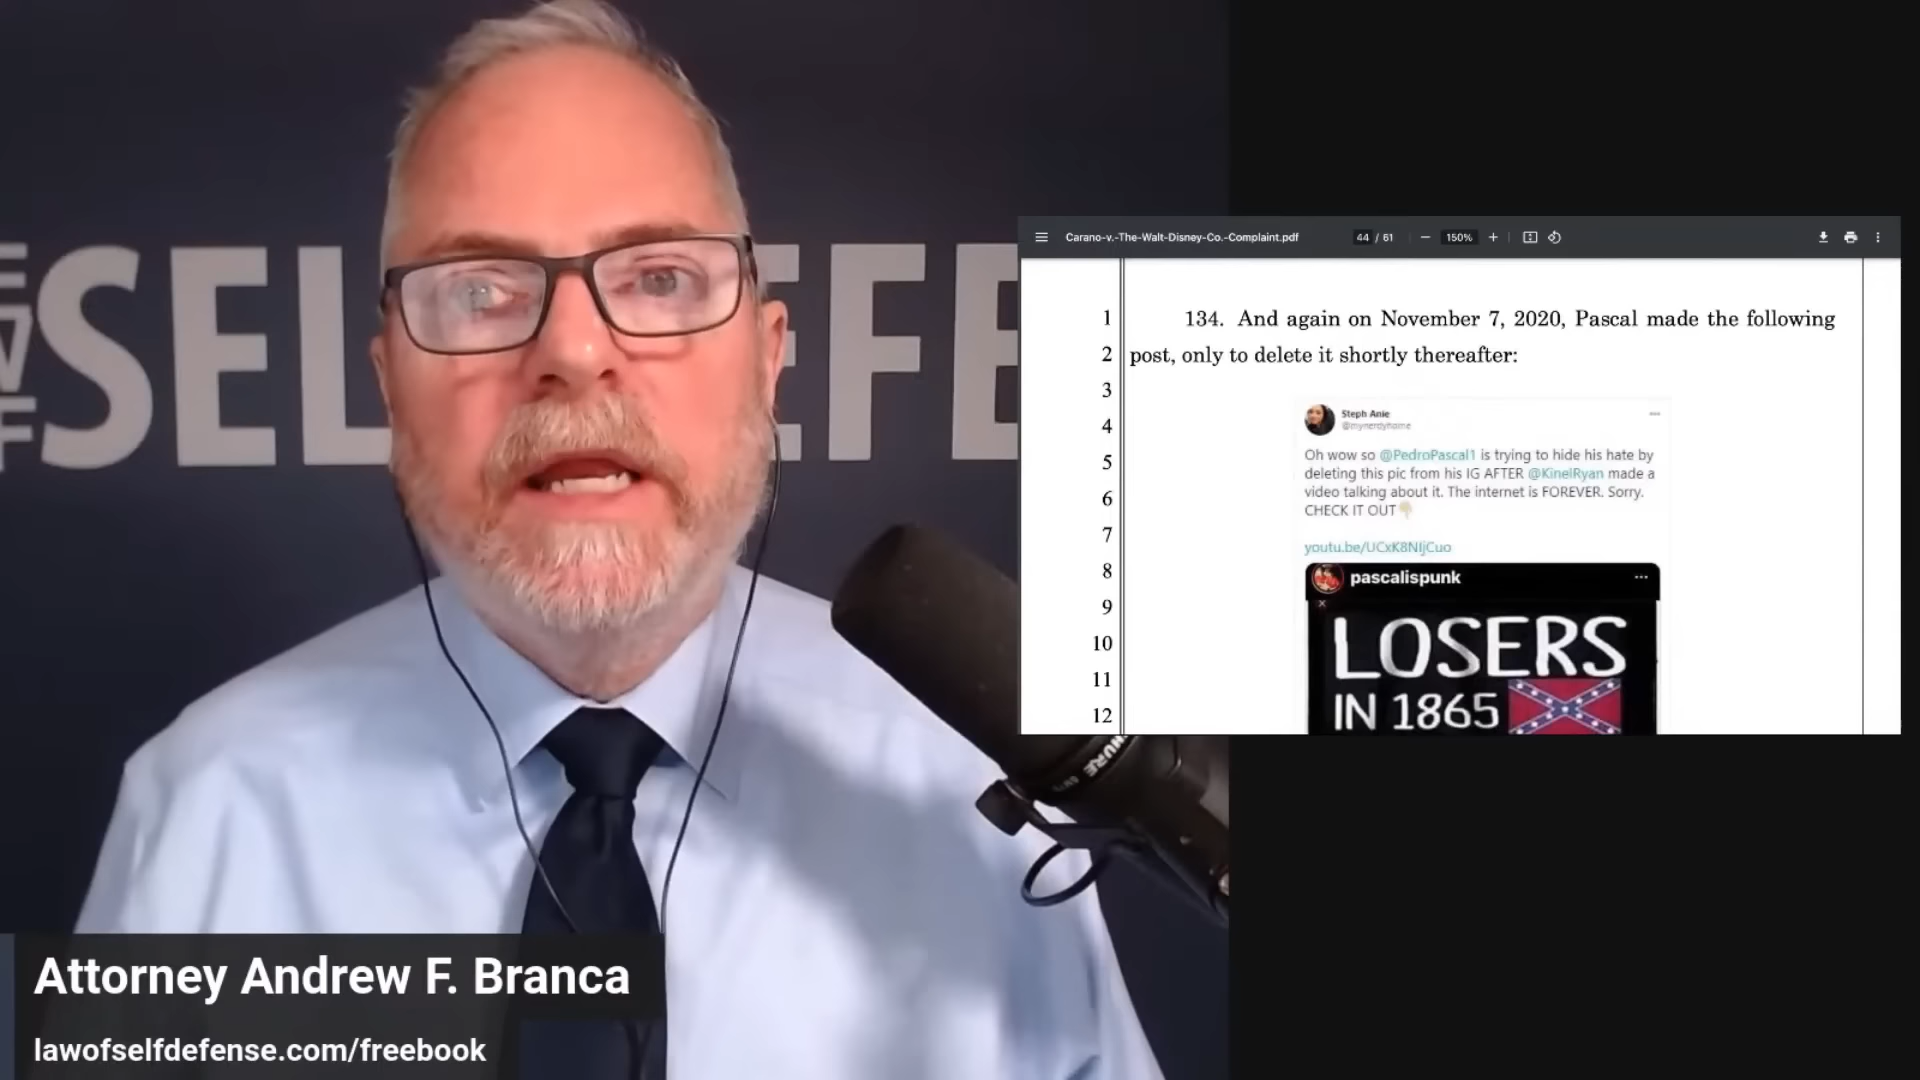 SEL
EFE
Attorney Andrew F. Branca
lawofselfdefense.com/freebook
SHURE
Carano-v.-The-Walt-Disney-Co.-Complaint.pdf
44 / 61
150%
1 134. And again on November 7, 2020, Pascal made the following
2 post, only to delete it shortly thereafter:
3
4
5
6
7
8
9
10
11
12
Steph Anie
@mynerdyhome
Oh wow so @PedroPascal1 is trying to hide his hate by
deleting this pic from his IG AFTER @KinelRyan made a
video talking about it. The internet is FOREVER. Sorry.
CHECK IT OUT👇
youtu.be/UCxK8NIjCuo
pascalispunk
LOSERS
IN 1865